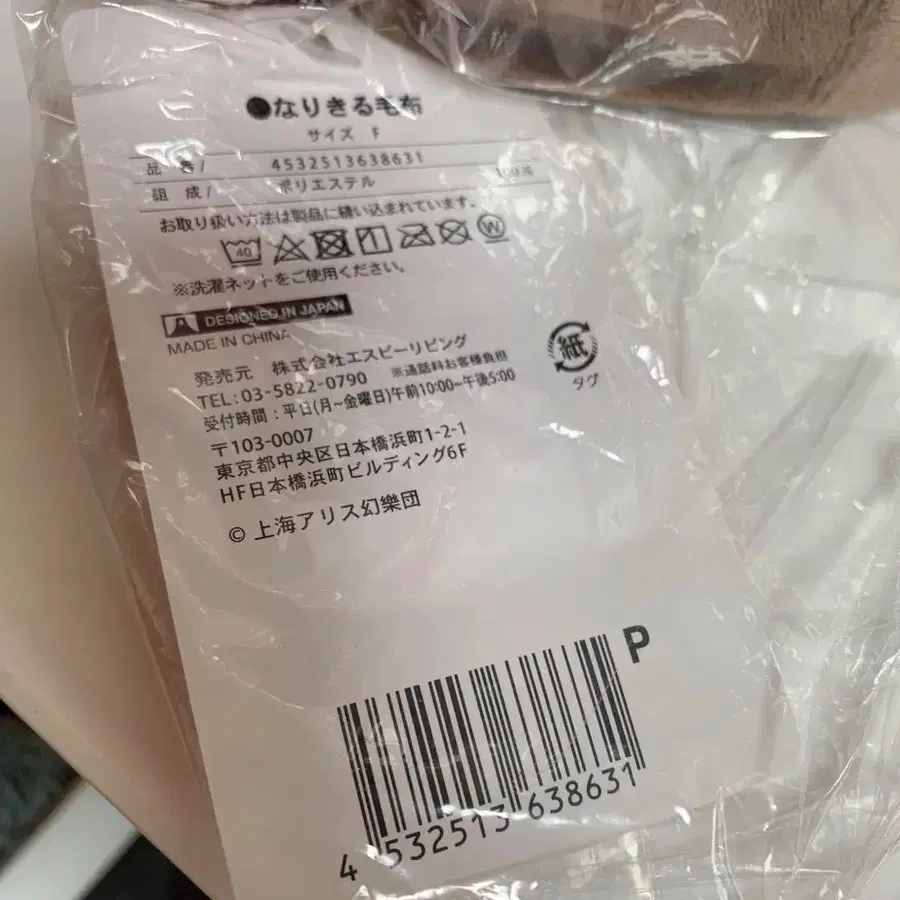 ●なりきる毛布
サイズ F
品 番/ 4532513638631
組 成/ ポリエステル 100%
お取り扱い方法は製品に縫い込まれています。
40 W
※洗濯ネットをご使用ください。
DESIGNED IN JAPAN
MADE IN CHINA
発売元 株式会社エスピーリビング
TEL:03-5822-0790 ※通話料お客様負担
受付時間:平日(月~金曜日)午前10:00~午後5:00
〒103-0007
東京都中央区日本橋浜町1-2-1
HF日本橋浜町ビルディング6F
© 上海アリス幻樂団
紙
タグ
P
4 532513 638631